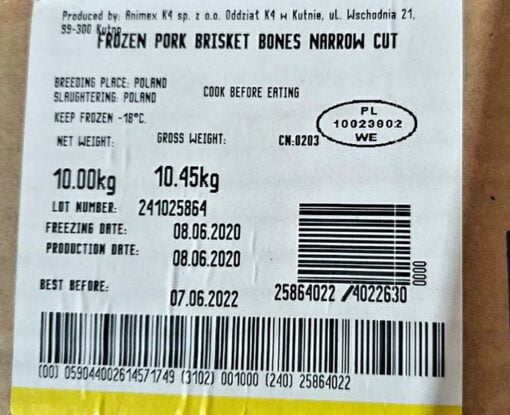 Produced by: Animex K4 sp. z o.o. Oddział K4 w Kutnie, ul. Wschodnia 21,
99-300 Kutno
FROZEN PORK BRISKET BONES NARROW CUT
BREEDING PLACE: POLAND
SLAUGHTERING: POLAND
COOK BEFORE EATING
KEEP FROZEN -18°C.
PL
10023802
WE
NET WEIGHT:
GROSS WEIGHT:
CN:0203
10.00kg
10.45kg
LOT NUMBER: 241025864
FREEZING DATE: 08.06.2020
PRODUCTION DATE: 08.06.2020
BEST BEFORE: 07.06.2022
25864022 /4022630
0000
(00) 059044002614571749 (3102) 001000 (240) 25864022